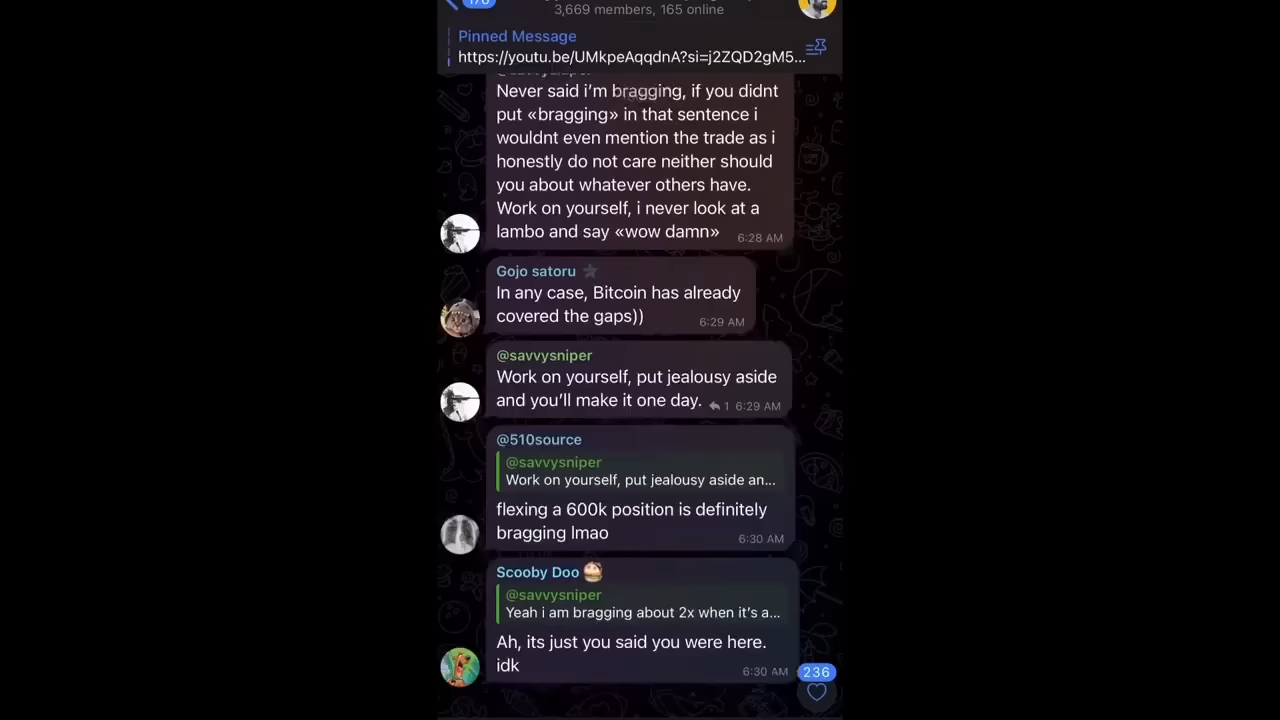 176
3,669 members, 165 online
Pinned Message
https://youtu.be/UMkpeAqqdnA?si=j2ZQD2gM5...
Never said i’m bragging, if you didnt
put «bragging» in that sentence i
wouldnt even mention the trade as i
honestly do not care neither should
you about whatever others have.
Work on yourself, i never look at a
lambo and say «wow damn»
6:28 AM
Gojo satoru
In any case, Bitcoin has already
covered the gaps))
6:29 AM
@savvysniper
Work on yourself, put jealousy aside
and you’ll make it one day.
1 6:29 AM
@510source
@savvysniper
Work on yourself, put jealousy aside an...
flexing a 600k position is definitely
bragging lmao
6:30 AM
Scooby Doo
@savvysniper
Yeah i am bragging about 2x when it’s a...
Ah, its just you said you were here.
idk
6:30 AM
236